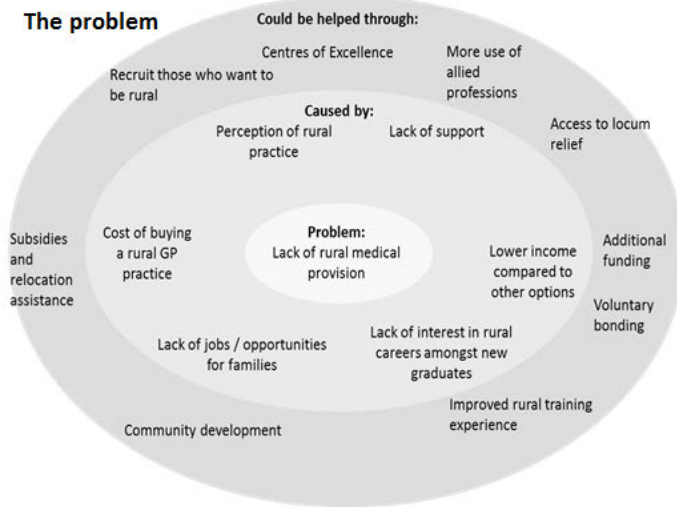 The problem
Could be helped through:
Centres of Excellence
More use of
allied
professions
Recruit those who want to
be rural
Access to locum
relief
Caused by:
Perception of rural
practice
Lack of support
Subsidies
and
relocation
assistance
Cost of buying
a rural GP
practice
Problem:
Lack of rural medical
provision
Lower income
compared to
other options
Additional
funding
Voluntary
bonding
Lack of jobs / opportunities
for families
Lack of interest in rural
careers amongst new
graduates
Improved rural training
experience
Community development